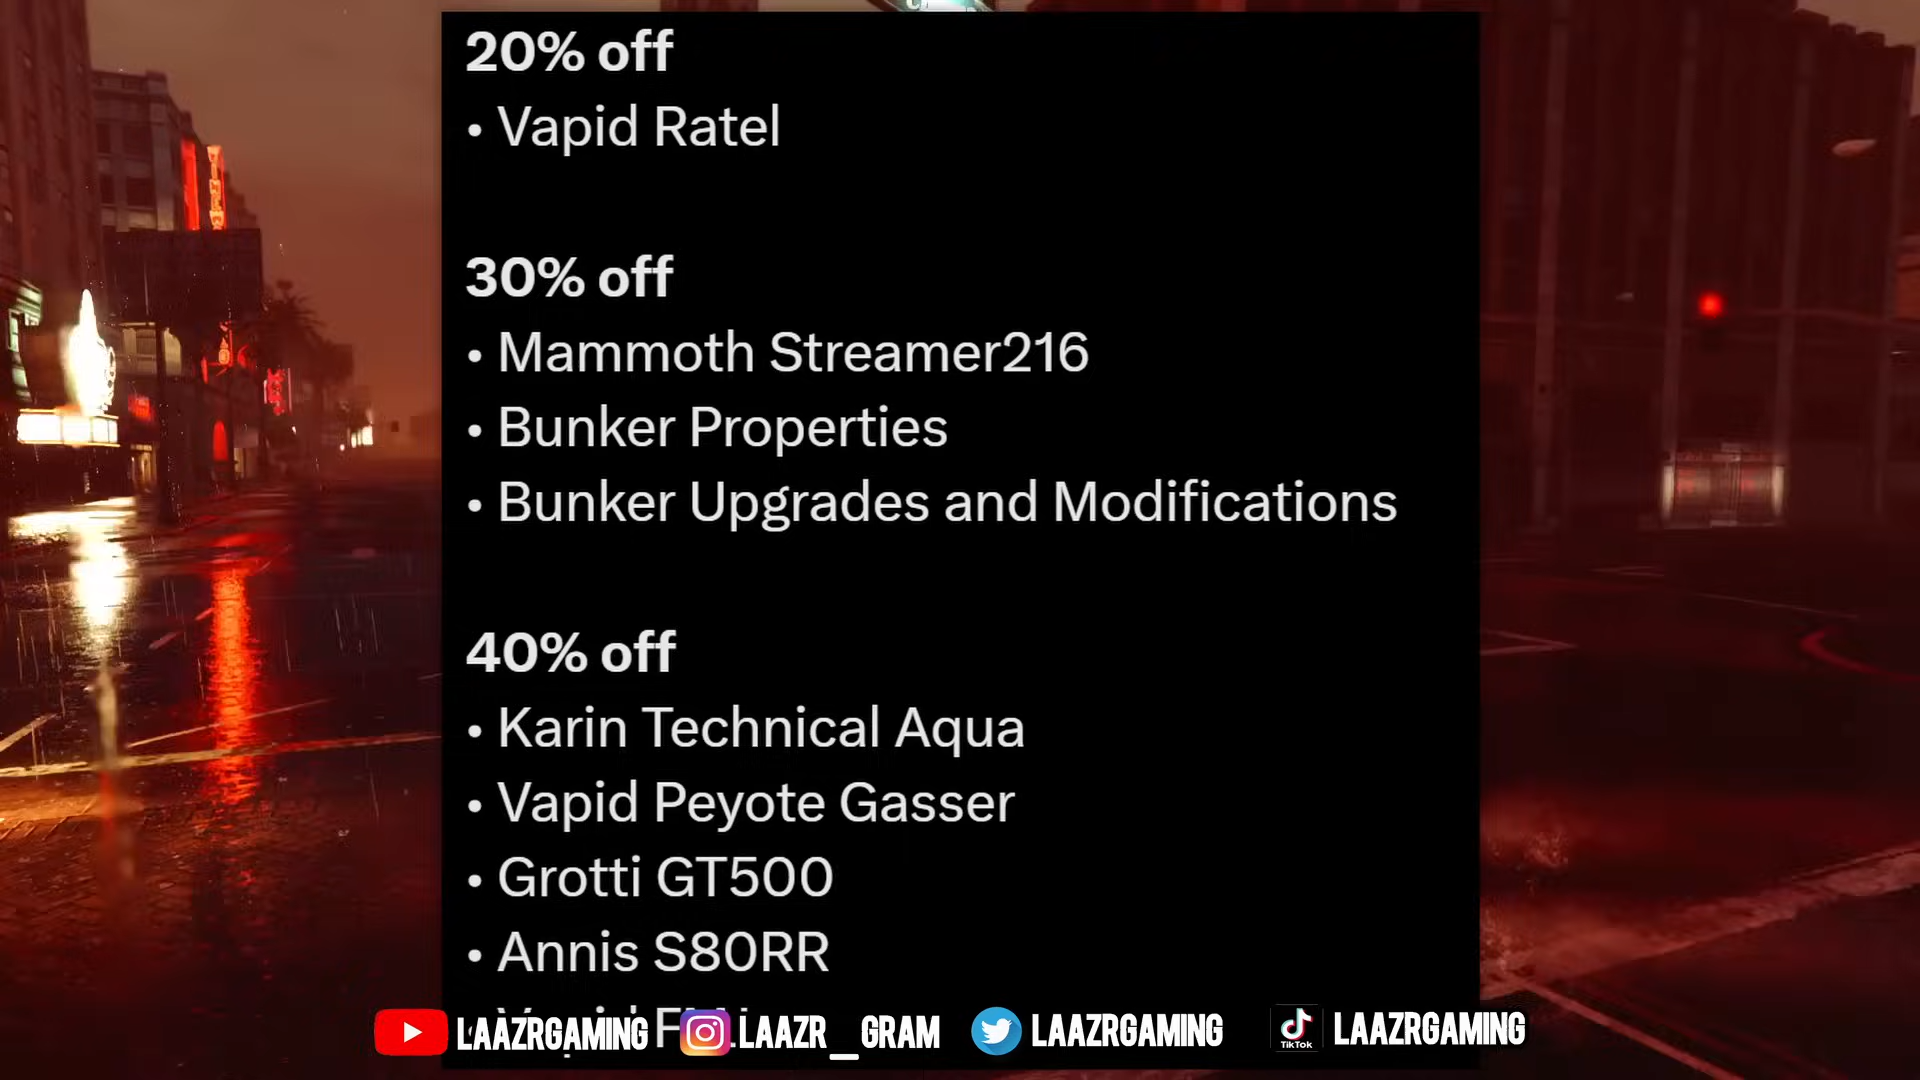 20% off
• Vapid Ratel
30% off
• Mammoth Streamer216
• Bunker Properties
• Bunker Upgrades and Modifications
40% off
• Karin Technical Aqua
• Vapid Peyote Gasser
• Grotti GT500
• Annis S80RR
LAAZRGAMING LAAZR__GRAM LAAZRGAMING TikTok LAAZRGAMING